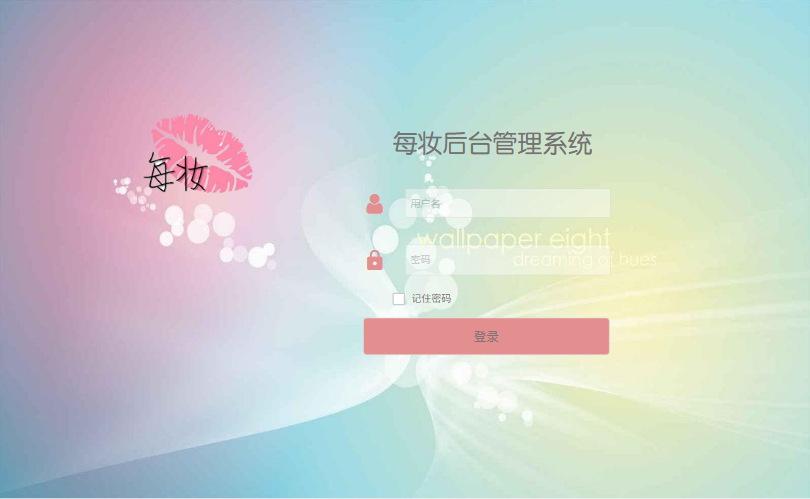 每妆
每妆后台管理系统
用户名
wallpaper eight
密码
dreaming of hues
记住密码
登录